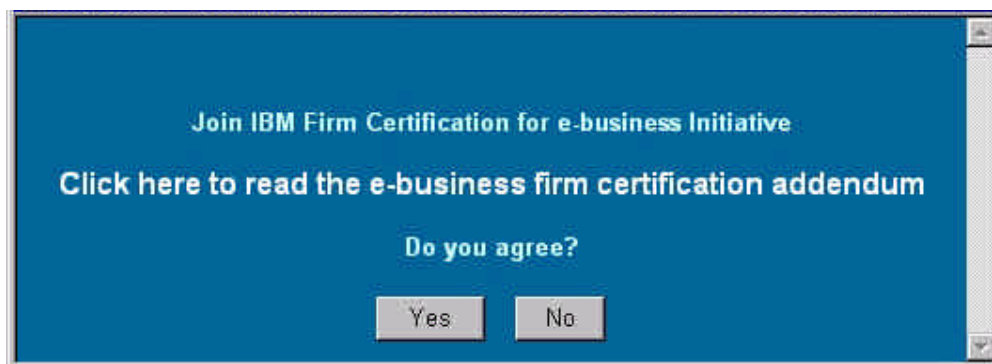 Join IBM Firm Certification for e-business Initiative
Click here to read the e-business firm certification addendum
Do you agree?
Yes No